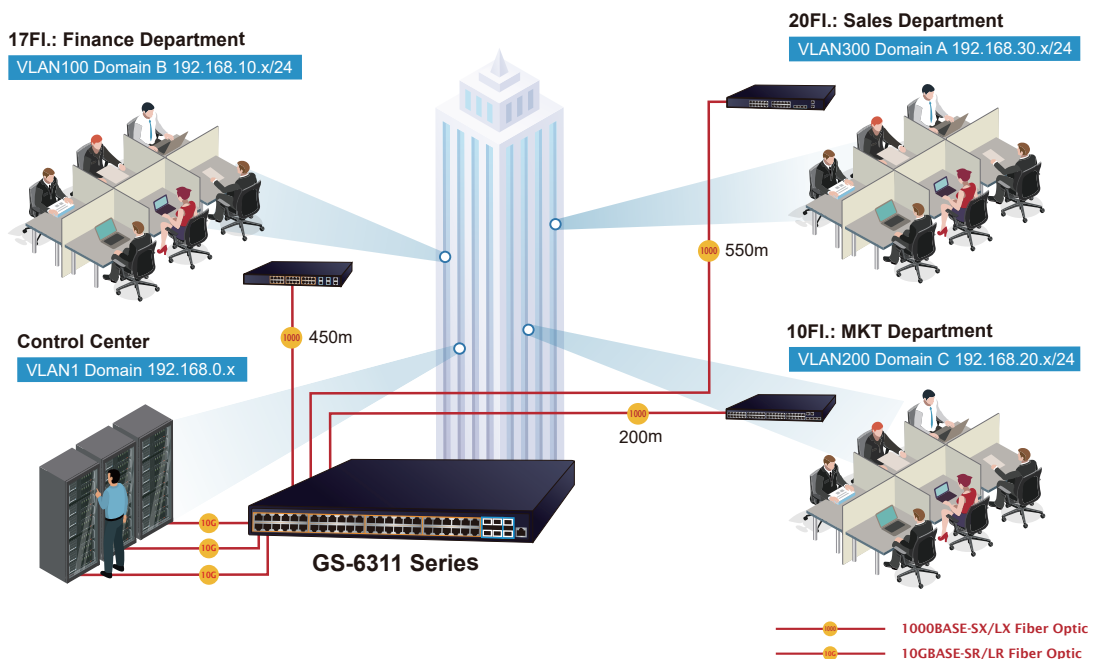 17Fl.: Finance Department
VLAN100 Domain B 192.168.10.x/24
20Fl.: Sales Department
VLAN300 Domain A 192.168.30.x/24
1000
550m
1000
450m
Control Center
VLAN1 Domain 192.168.0.x
10Fl.: MKT Department
VLAN200 Domain C 192.168.20.x/24
1000
200m
10G
10G
10G
GS-6311 Series
1000
1000BASE-SX/LX Fiber Optic
10G
10GBASE-SR/LR Fiber Optic